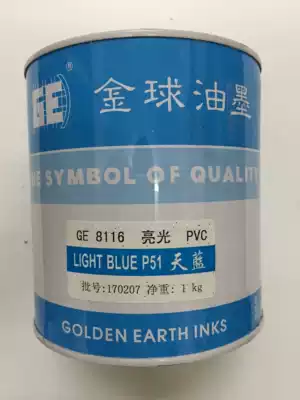 GE
金球油墨
E SYMBOL OF QUALITY
GE 8116 亮光 PVC
LIGHT BLUE P51 天藍
批号:170207 净重: 1 kg
GOLDEN EARTH INKS